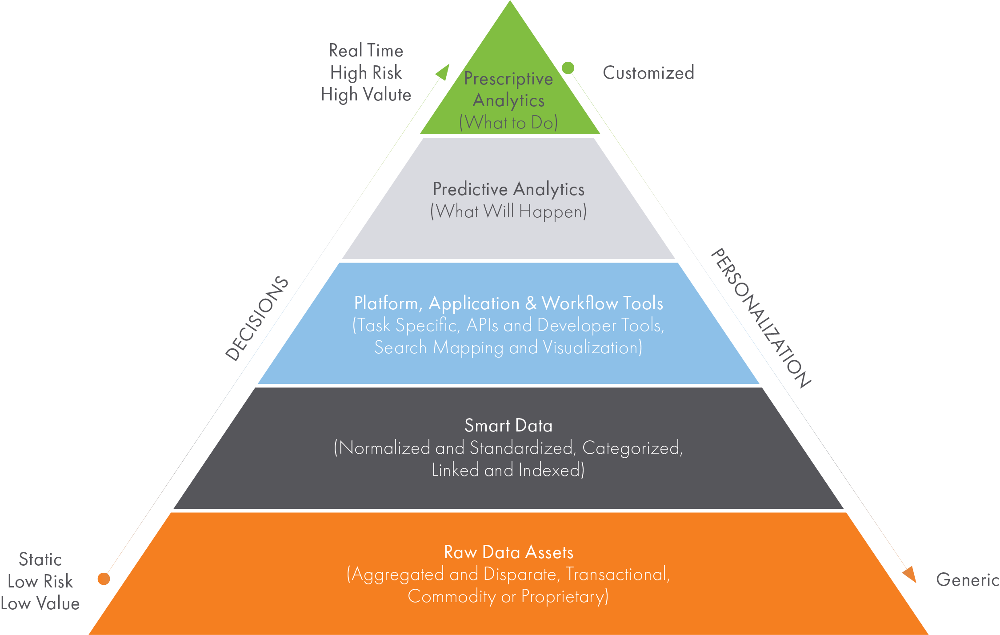 Real Time
High Risk
High Valute
Customized
Prescriptive
Analytics
(What to Do)
Predictive Analytics
(What Will Happen)
DECISIONS
PERSONALIZATION
Platform, Application & Workflow Tools
(Task Specific, APIs and Developer Tools,
Search Mapping and Visualization)
Smart Data
(Normalized and Standardized, Categorized,
Linked and Indexed)
Raw Data Assets
(Aggregated and Disparate, Transactional,
Commodity or Proprietary)
Static
Low Risk
Low Value
Generic